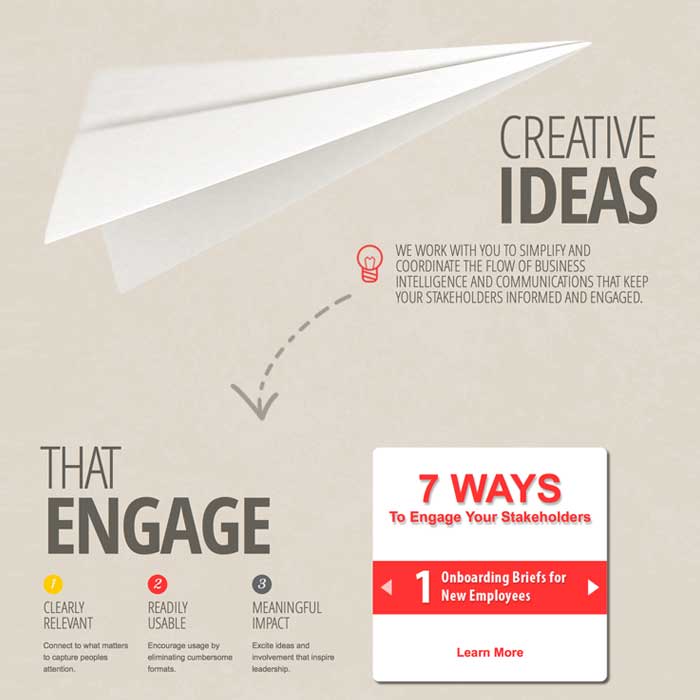 CREATIVE
IDEAS
WE WORK WITH YOU TO SIMPLIFY AND
COORDINATE THE FLOW OF BUSINESS
INTELLIGENCE AND COMMUNICATIONS THAT KEEP
YOUR STAKEHOLDERS INFORMED AND ENGAGED.
THAT
ENGAGE
1
CLEARLY
RELEVANT
Connect to what matters
to capture peoples
attention.
2
READILY
USABLE
Encourage usage by
eliminating cumbersome
formats.
3
MEANINGFUL
IMPACT
Excite ideas and
involvement that inspire
leadership.
7 WAYS
To Engage Your Stakeholders
1 Onboarding Briefs for
New Employees
Learn More